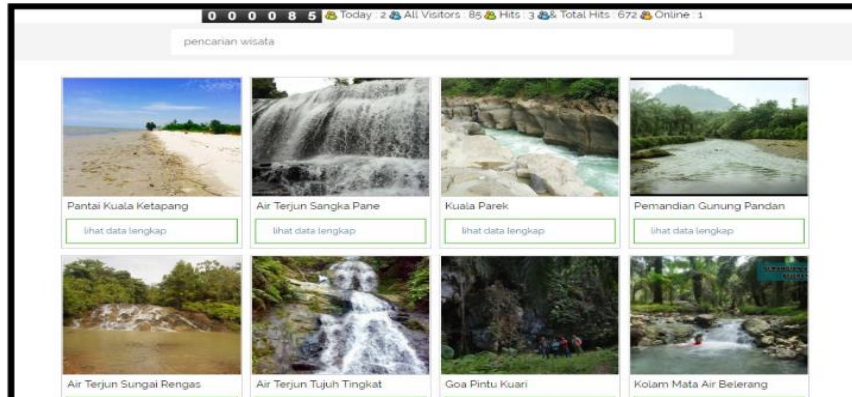 0 0 0 0 8 5 Today : 2 All Visitors : 85 Hits : 3 & Total Hits : 672 Online : 1
pencarian wisata
Pantai Kuala Ketapang
Air Terjun Sangka Pane
Kuala Parek
Pemandian Gunung Pandan
lihat data lengkap
lihat data lengkap
lihat data lengkap
lihat data lengkap
Air Terjun Sungai Rengas
Air Terjun Tujuh Tingkat
Goa Pintu Kuari
Kolam Mata Air Belerang